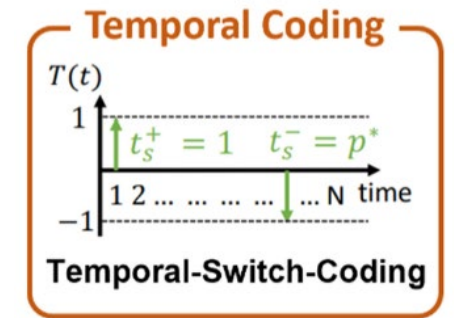 Temporal Coding
T(t)
1
t_s^+ = 1 t_s^- = p*
1 2 ... ... ... ... ... N time
−1
Temporal-Switch-Coding